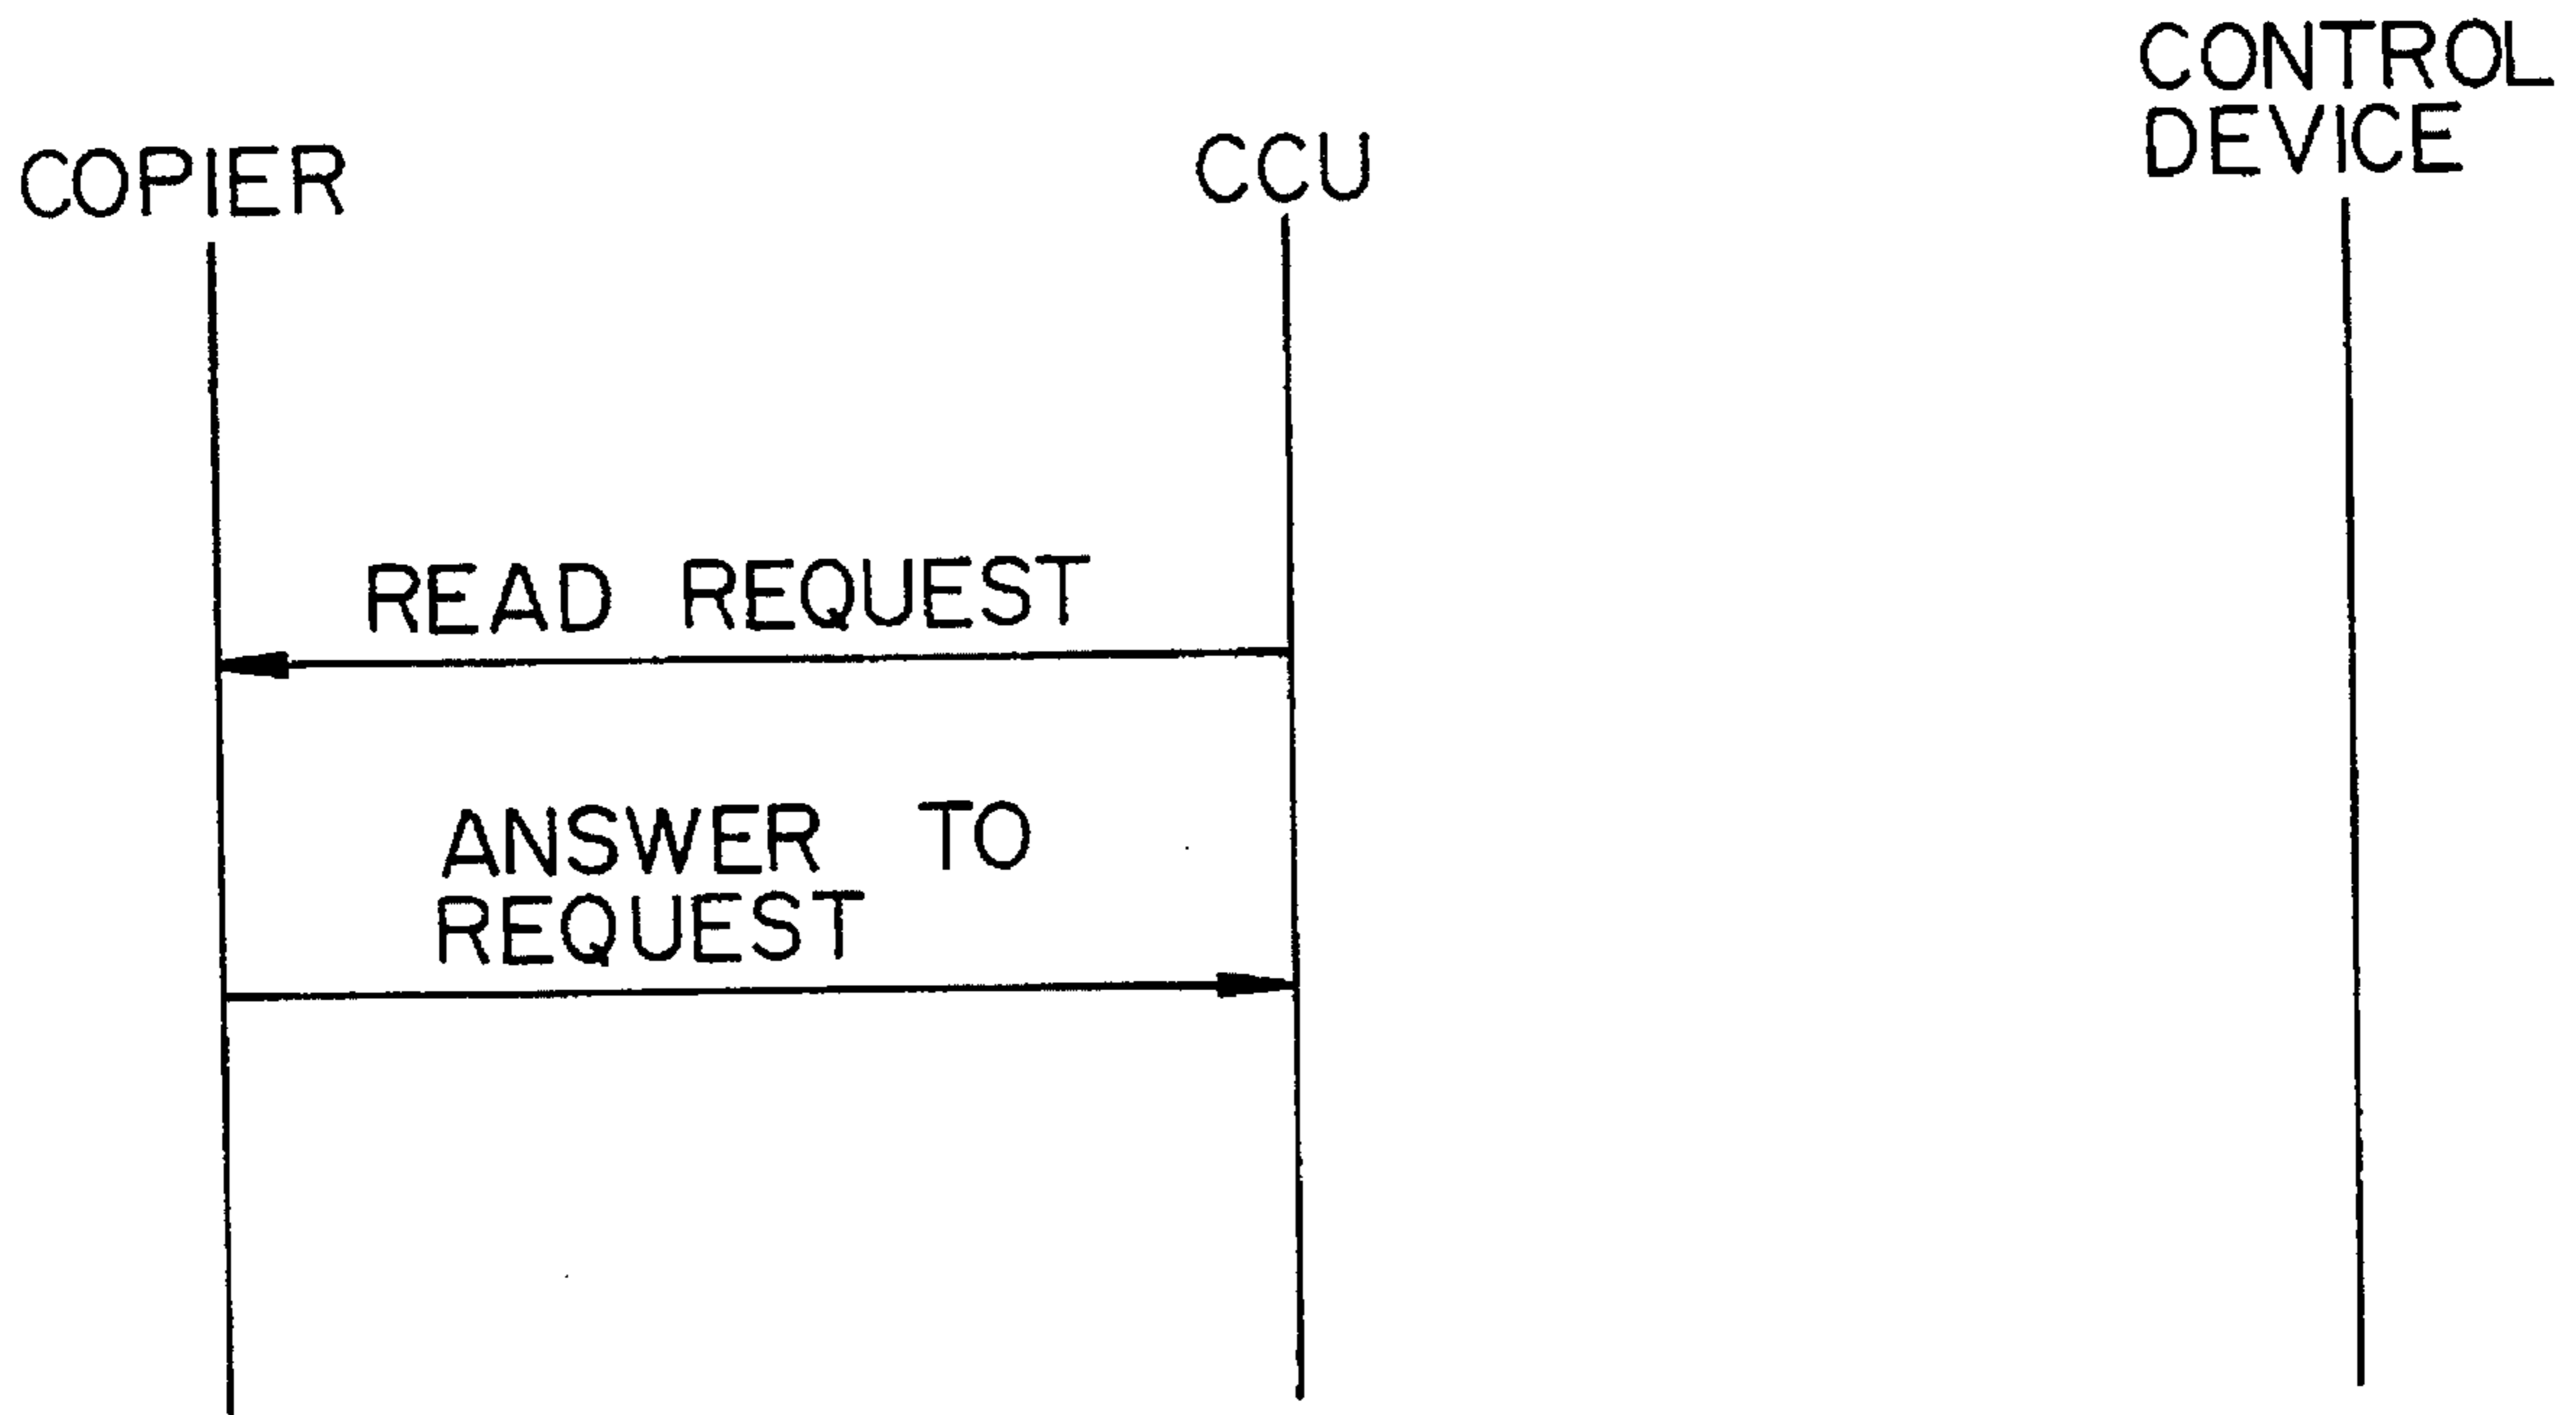 CONTROL
DEVICE
COPIER
CCU
READ REQUEST
ANSWER TO
REQUEST